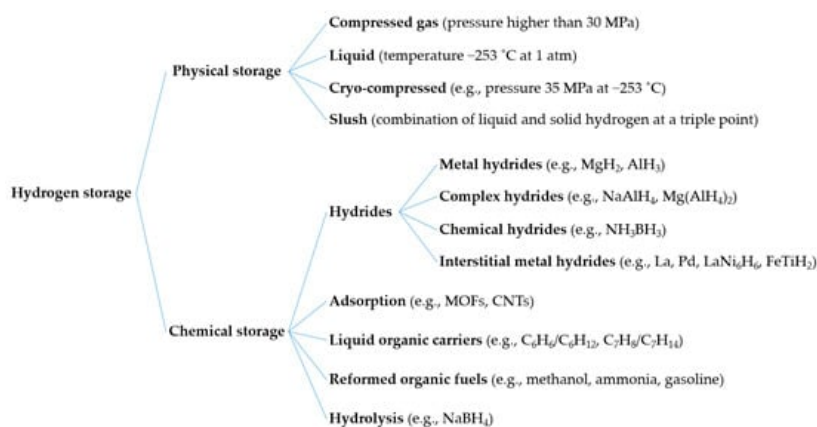 Compressed gas (pressure higher than 30 MPa)
Liquid (temperature −253 ˚C at 1 atm)
Physical storage
Cryo-compressed (e.g., pressure 35 MPa at −253 ˚C)
Slush (combination of liquid and solid hydrogen at a triple point)
Hydrogen storage
Metal hydrides (e.g., MgH₂, AlH₃)
Complex hydrides (e.g., NaAlH₄, Mg(AlH₄)₂)
Hydrides
Chemical hydrides (e.g., NH₃BH₃)
Interstitial metal hydrides (e.g., La, Pd, LaNi₆H₆, FeTiH₂)
Adsorption (e.g., MOFs, CNTs)
Chemical storage
Liquid organic carriers (e.g., C₆H₆/C₆H₁₂, C₇H₈/C₇H₁₄)
Reformed organic fuels (e.g., methanol, ammonia, gasoline)
Hydrolysis (e.g., NaBH₄)